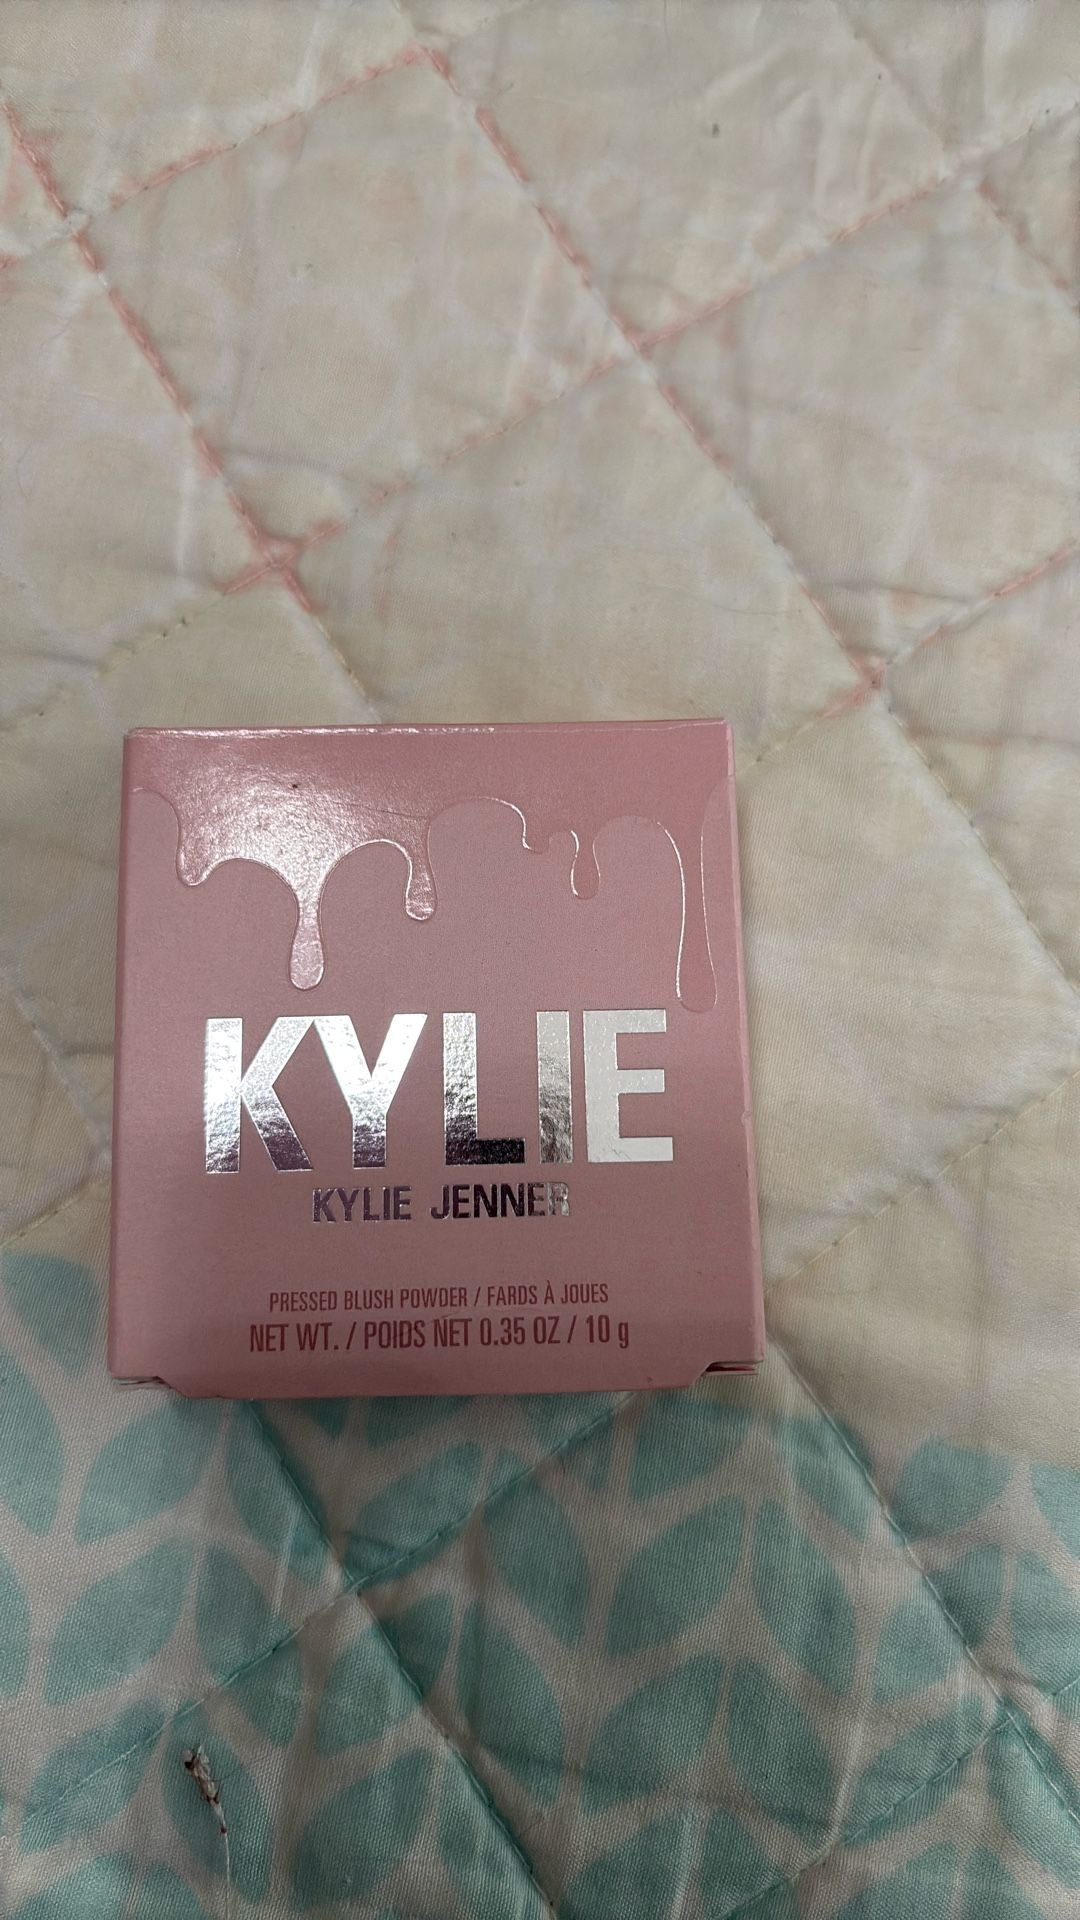 KYLIE
KYLIE JENNER
PRESSED BLUSH POWDER / FARDS À JOUES
NET WT. / POIDS NET 0.35 OZ / 10 g